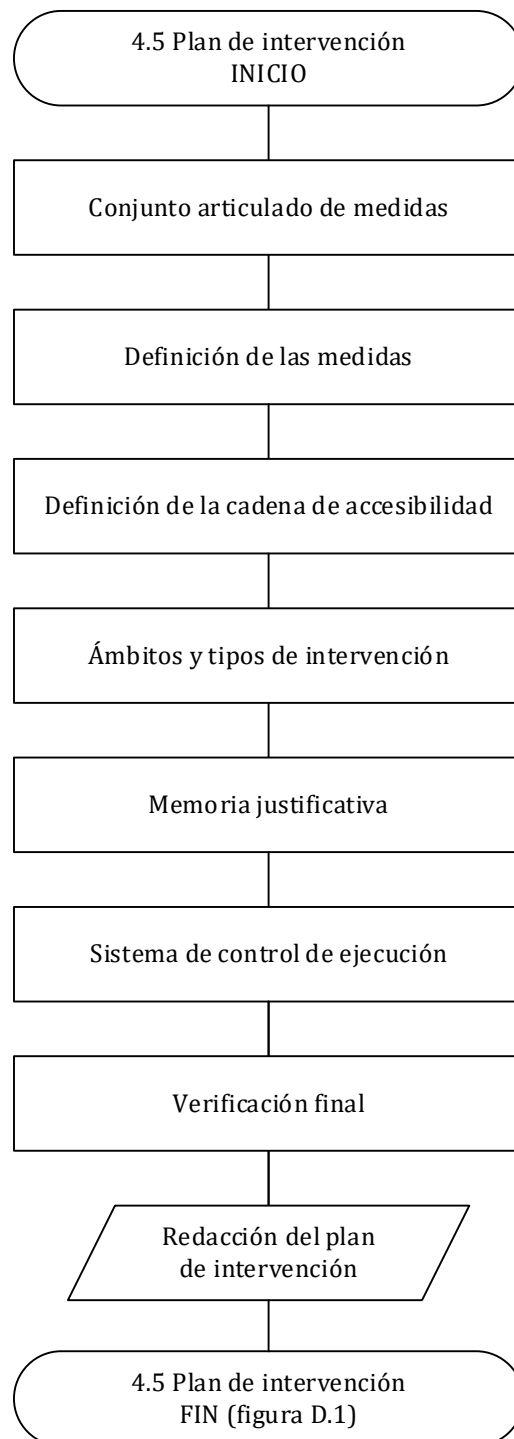 4.5 Plan de intervención
INICIO
Conjunto articulado de medidas
Definición de las medidas
Definición de la cadena de accesibilidad
Ámbitos y tipos de intervención
Memoria justificativa
Sistema de control de ejecución
Verificación final
Redacción del plan
de intervención
4.5 Plan de intervención
FIN (figura D.1)